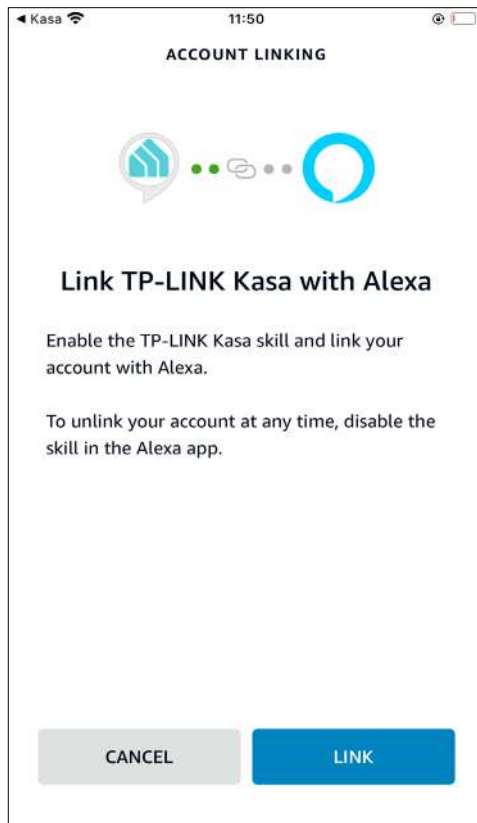 Kasa 11:50
ACCOUNT LINKING
Link TP-LINK Kasa with Alexa
Enable the TP-LINK Kasa skill and link your
account with Alexa.
To unlink your account at any time, disable the
skill in the Alexa app.
CANCEL LINK